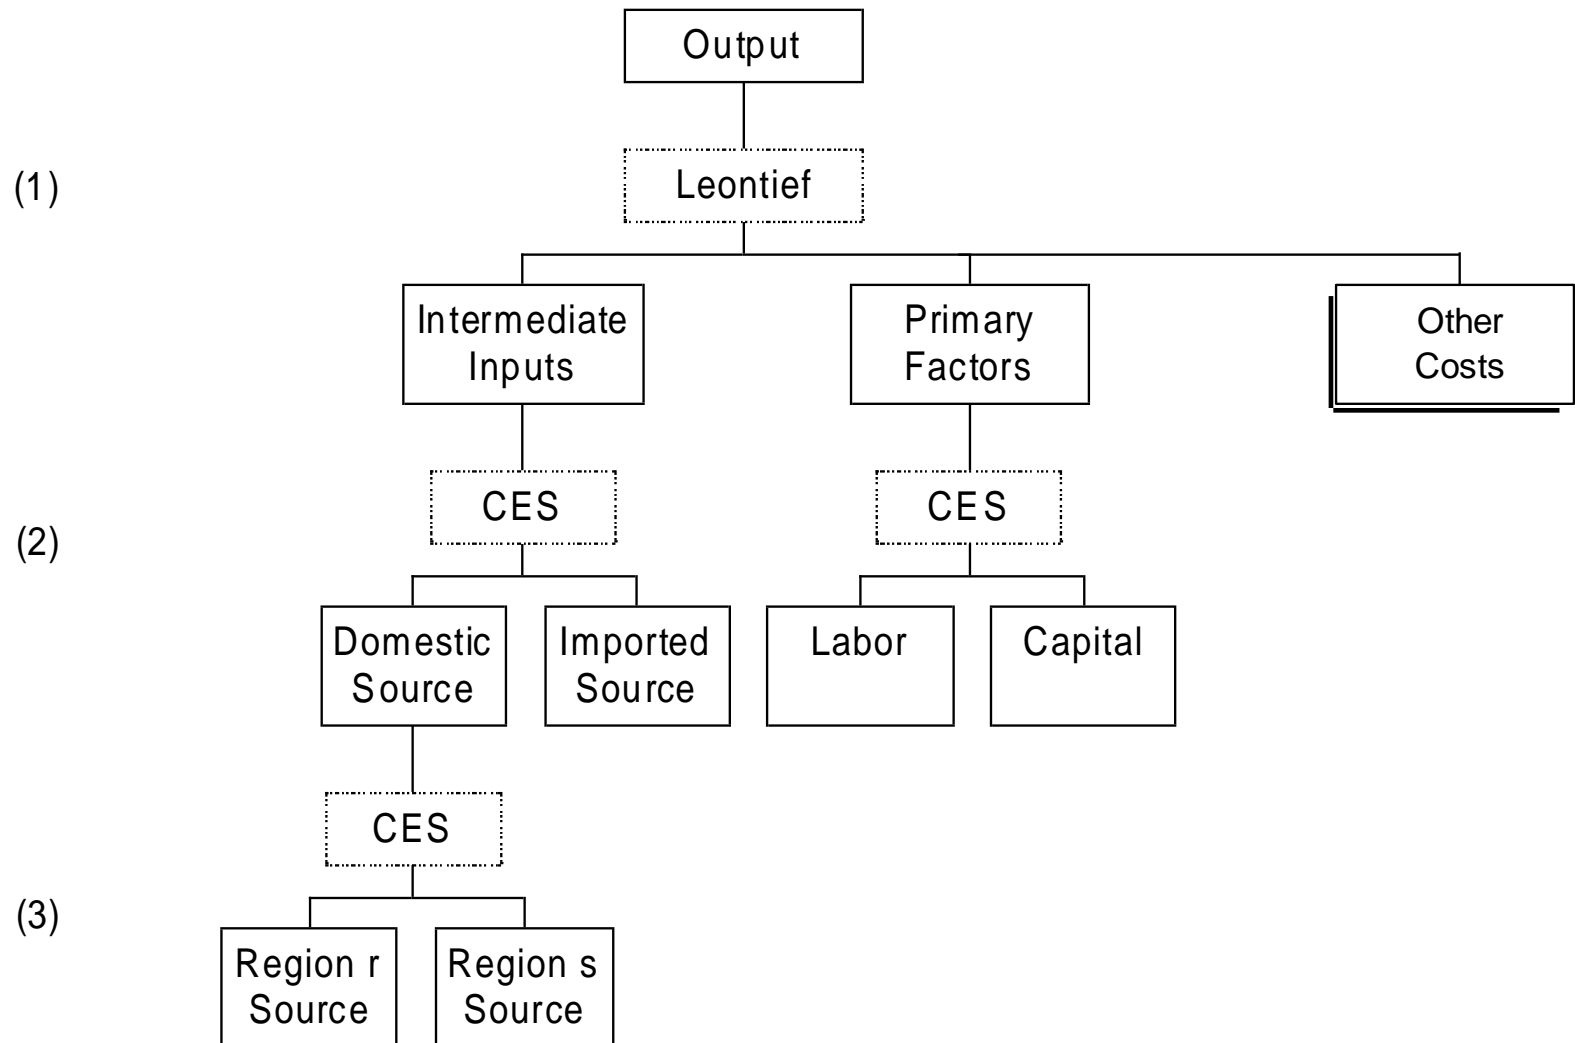 Output
(1)
Leontief
Intermediate
Inputs
Primary
Factors
Other
Costs
CES
CES
(2)
Domestic
Source
Imported
Source
Labor
Capital
CES
(3)
Region r
Source
Region s
Source